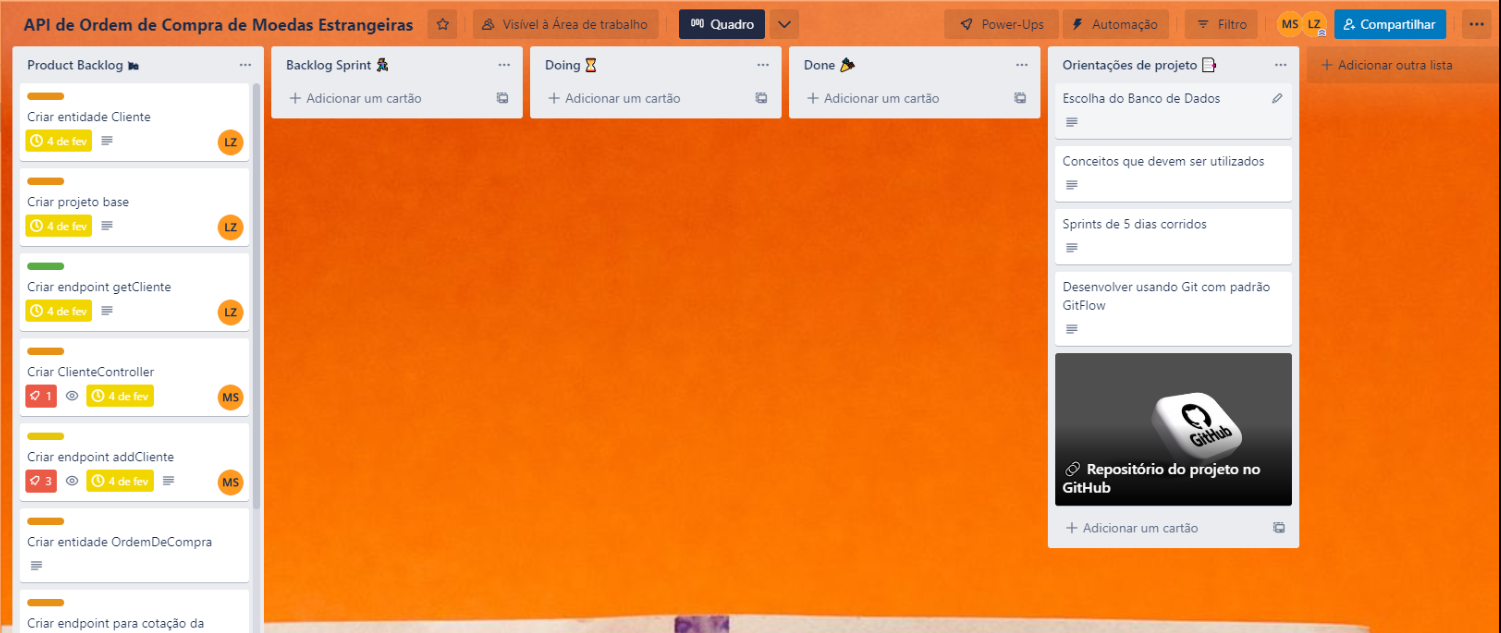 API de Ordem de Compra de Moedas Estrangeiras
Visível à Área de trabalho
Quadro
Power-Ups
Automação
Filtro
MS
LZ
Compartilhar
Product Backlog
Criar entidade Cliente
4 de fev
LZ
Criar projeto base
4 de fev
LZ
Criar endpoint getCliente
4 de fev
LZ
Criar ClienteController
1
4 de fev
MS
Criar endpoint addCliente
3
4 de fev
MS
Criar entidade OrdemDeCompra
Criar endpoint para cotação da
Backlog Sprint
Adicionar um cartão
Doing
Adicionar um cartão
Done
Adicionar um cartão
Orientações de projeto
Escolha do Banco de Dados
Conceitos que devem ser utilizados
Sprints de 5 dias corridos
Desenvolver usando Git com padrão
GitFlow
GitHub
Repositório do projeto no
GitHub
Adicionar um cartão
Adicionar outra lista